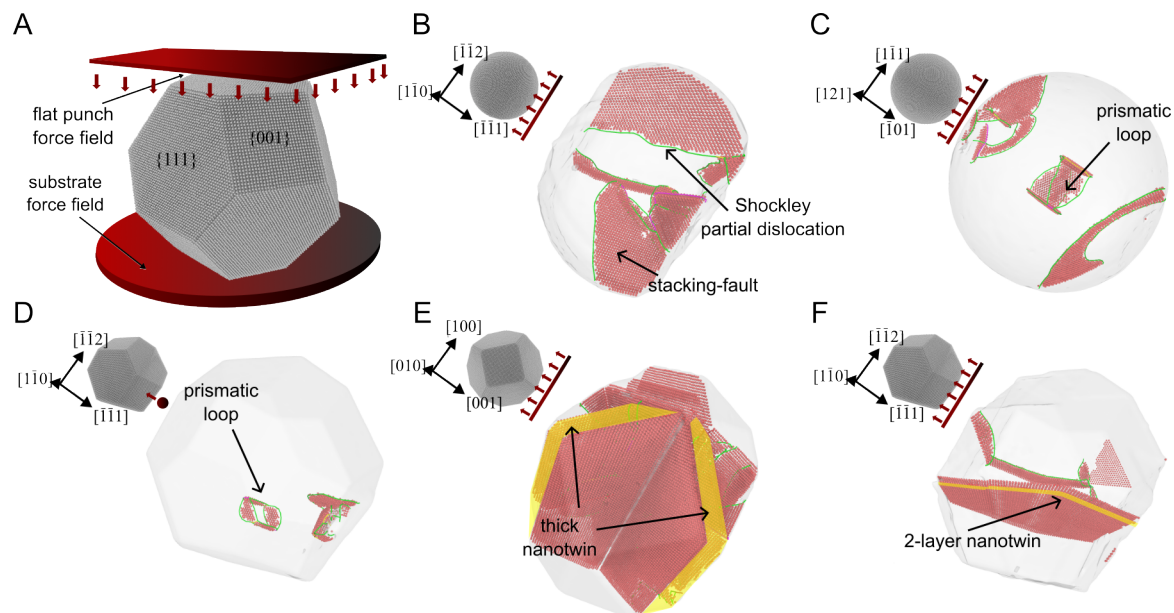 A
flat punch
force field
{111}
{001}
substrate
force field
B
[1̄1̄2]
[11̄0]
[1̄1̄1]
Shockley
partial dislocation
stacking-fault
C
[11̄1]
[121]
[1̄01]
prismatic
loop
D
[1̄1̄2]
[11̄0]
[1̄1̄1]
prismatic
loop
E
[100]
[010]
[001]
thick
nanotwin
F
[1̄1̄2]
[11̄0]
[1̄1̄1]
2-layer nanotwin